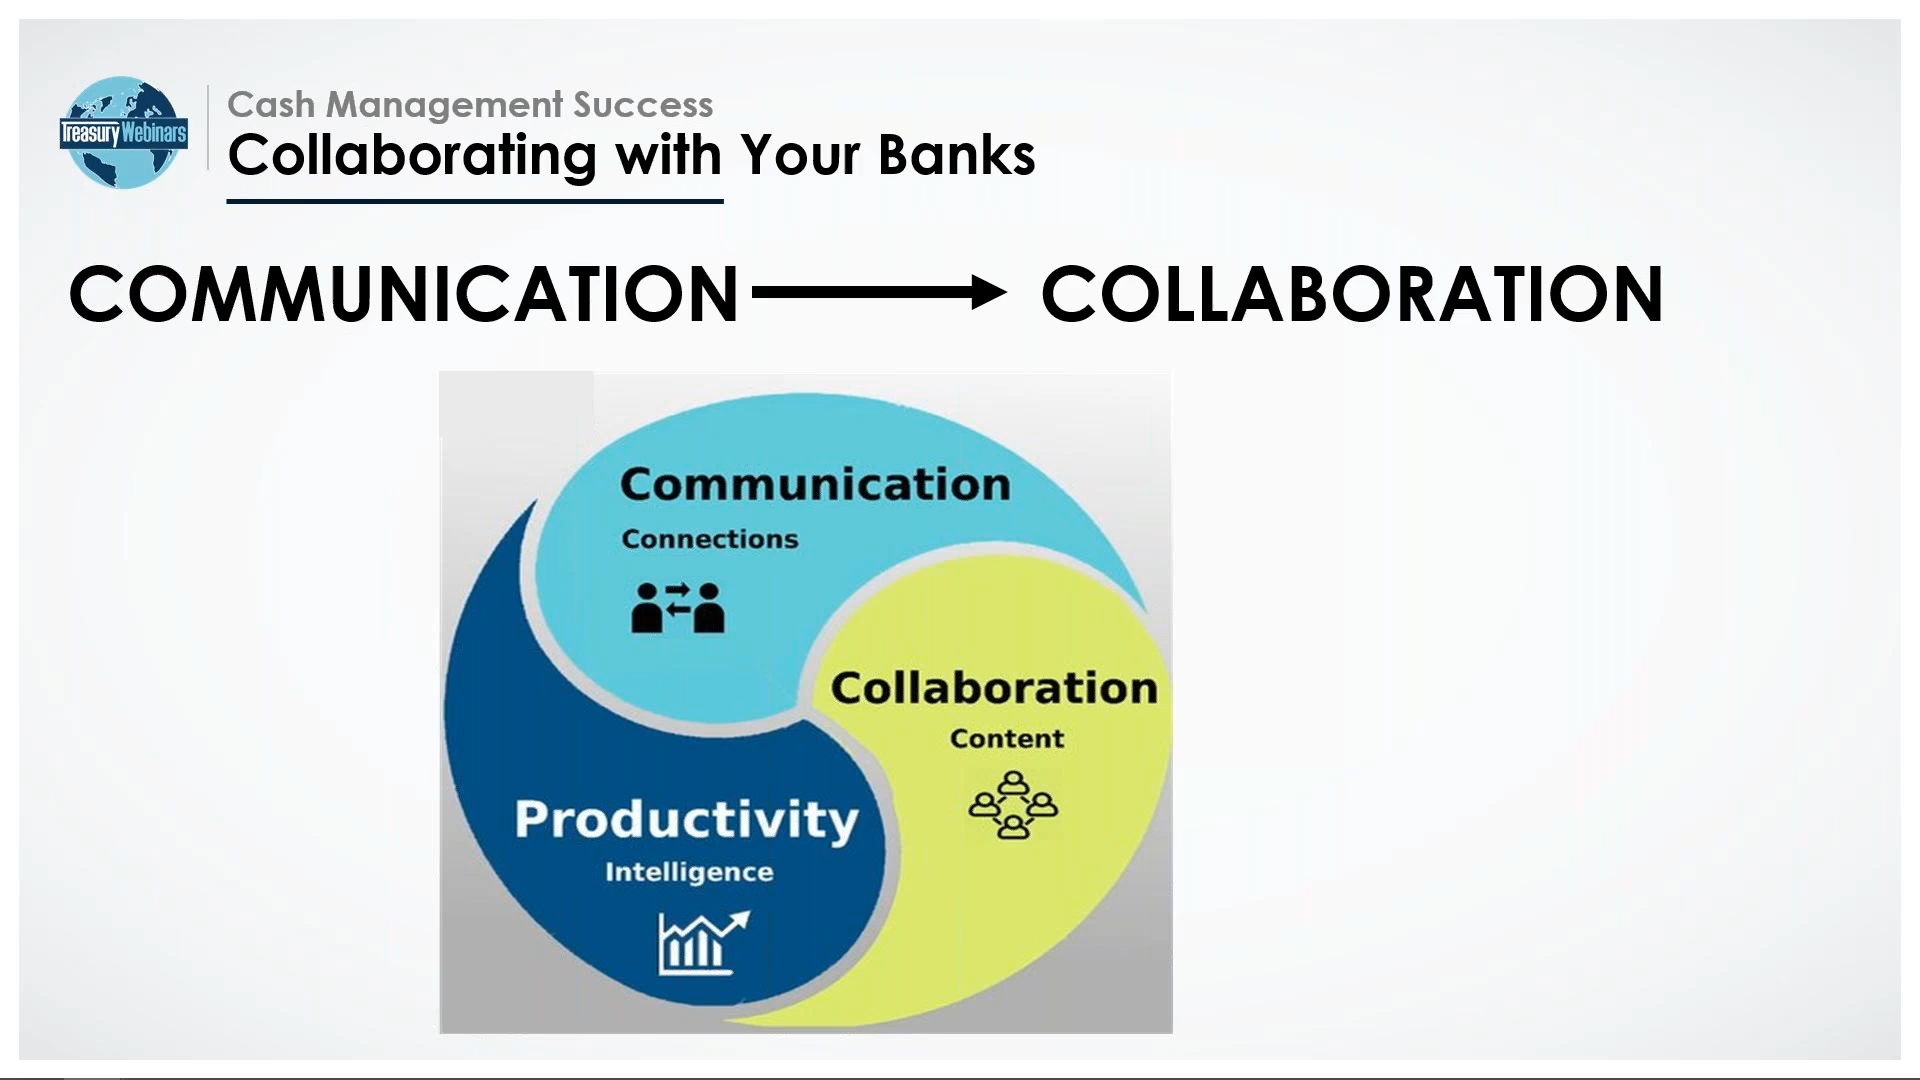 Treasury Webinars
Cash Management Success
Collaborating with Your Banks
COMMUNICATION COLLABORATION
Communication
Connections
Collaboration
Content
Productivity
Intelligence